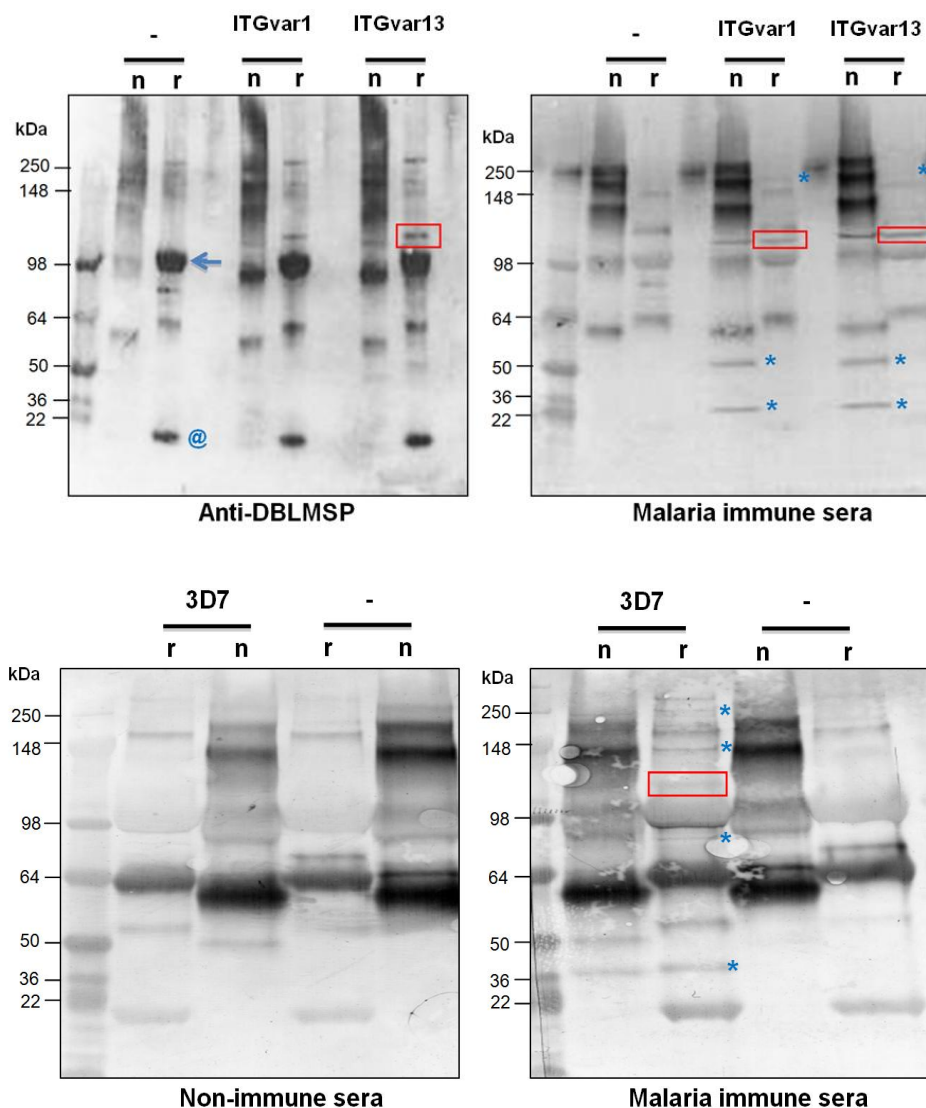 - ITGvar1 ITGvar13
n r n r n r
kDa
250
148
98
64
50
36
22
@
Anti-DBLMSP
- ITGvar1 ITGvar13
n r n r n r
kDa
250 *
148 *
98
64
50 * *
36
22 * *
Malaria immune sera
3D7 -
r n r n
kDa
250
148
98
64
50
36
22
Non-immune sera
3D7 -
n r n r
kDa
250 *
148 *
98 *
64
50
36 *
22
Malaria immune sera